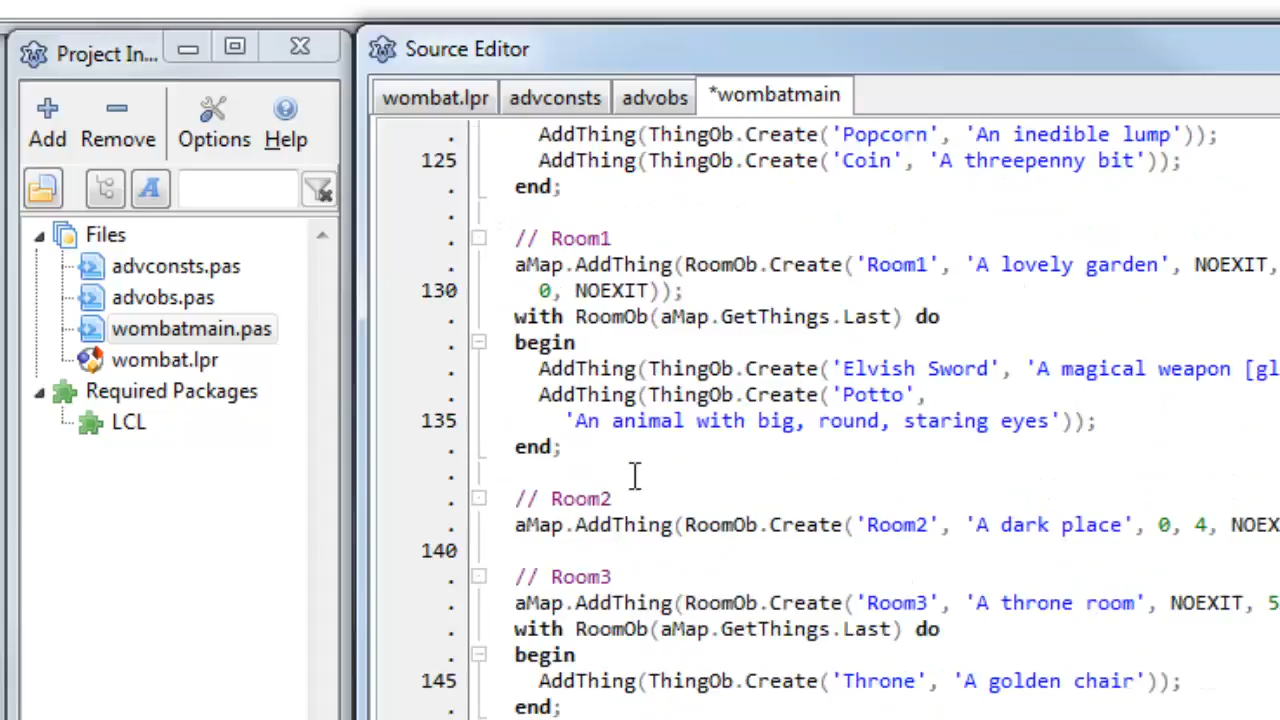 Project In...
Add Remove Options Help
Files
advconsts.pas
advobs.pas
wombatmain.pas
wombat.lpr
Required Packages
LCL
Source Editor
wombat.lpr advconsts advobs *wombatmain
. AddThing(ThingOb.Create('Popcorn', 'An inedible lump'));
125 AddThing(ThingOb.Create('Coin', 'A threepenny bit'));
. end;
.
. // Room1
. aMap.AddThing(RoomOb.Create('Room1', 'A lovely garden', NOEXIT,
130 0, NOEXIT));
. with RoomOb(aMap.GetThings.Last) do
. begin
. AddThing(ThingOb.Create('Elvish Sword', 'A magical weapon [gl
. AddThing(ThingOb.Create('Potto',
135 'An animal with big, round, staring eyes'));
. end;
.
. // Room2
. aMap.AddThing(RoomOb.Create('Room2', 'A dark place', 0, 4, NOEX
140
. // Room3
. aMap.AddThing(RoomOb.Create('Room3', 'A throne room', NOEXIT, 5
. with RoomOb(aMap.GetThings.Last) do
. begin
145 AddThing(ThingOb.Create('Throne', 'A golden chair'));
. end;